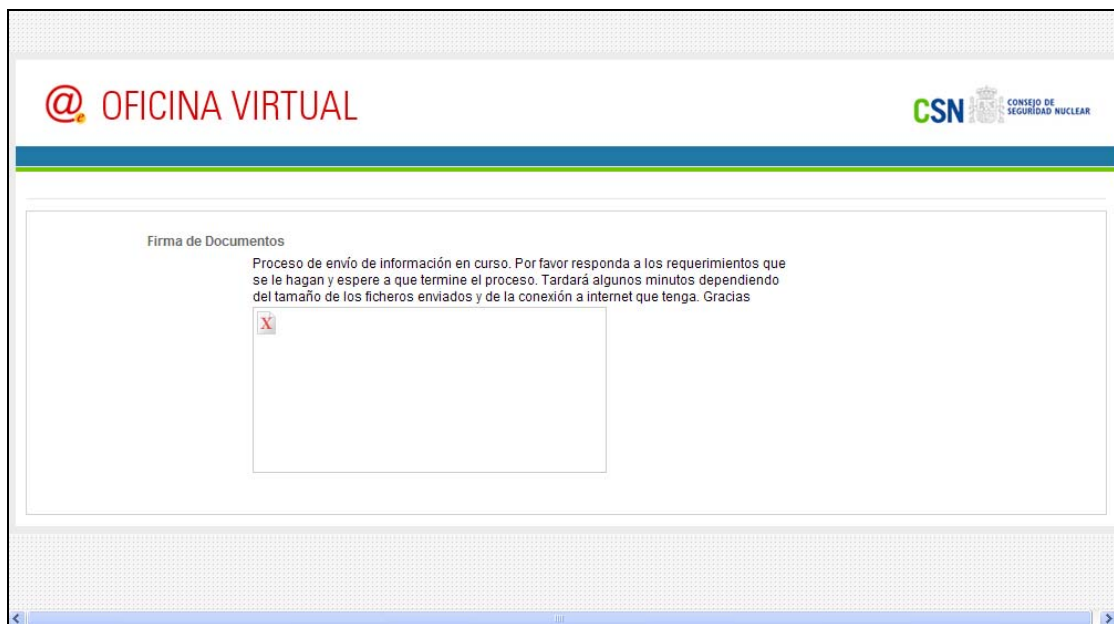 @e OFICINA VIRTUAL
CSN CONSEJO DE
SEGURIDAD NUCLEAR
Firma de Documentos
Proceso de envío de información en curso. Por favor responda a los requerimientos que
se le hagan y espere a que termine el proceso. Tardará algunos minutos dependiendo
del tamaño de los ficheros enviados y de la conexión a internet que tenga. Gracias